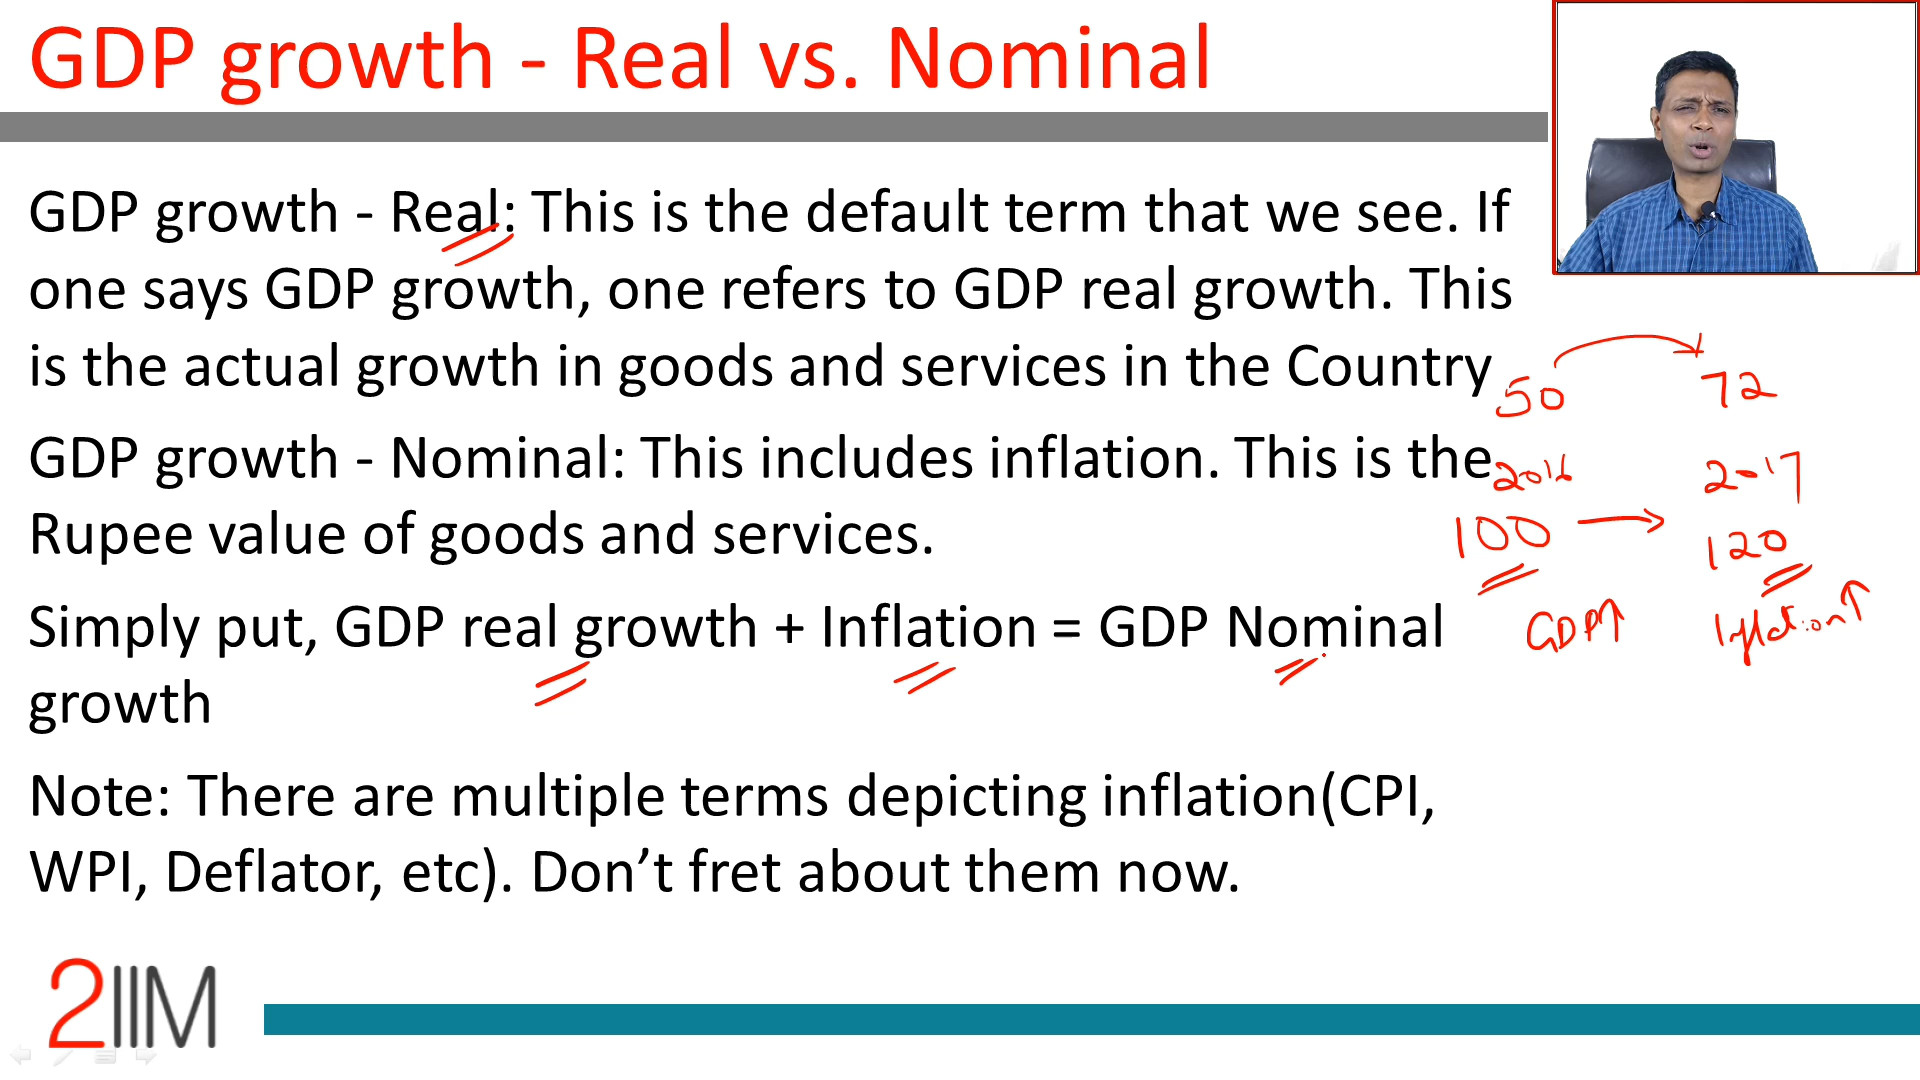 GDP growth - Real vs. Nominal
GDP growth - Real: This is the default term that we see. If
one says GDP growth, one refers to GDP real growth. This
is the actual growth in goods and services in the Country
GDP growth - Nominal: This includes inflation. This is the
Rupee value of goods and services.
Simply put, GDP real growth + Inflation = GDP Nominal
growth
Note: There are multiple terms depicting inflation(CPI,
WPI, Deflator, etc). Don’t fret about them now.
50 72
2016 2017
100 120
GDP↑ Inflation↑
2IIM